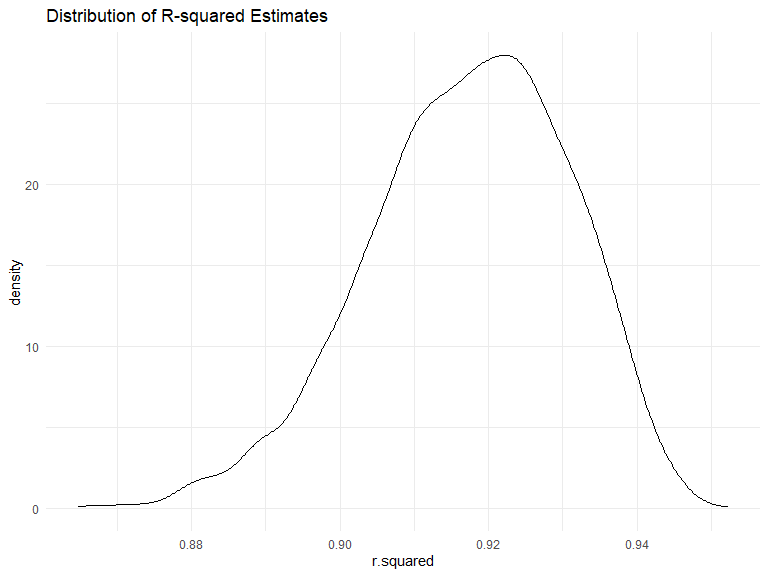 Distribution of R-squared Estimates
density
20
10
0
0.88 0.90 0.92 0.94
r.squared